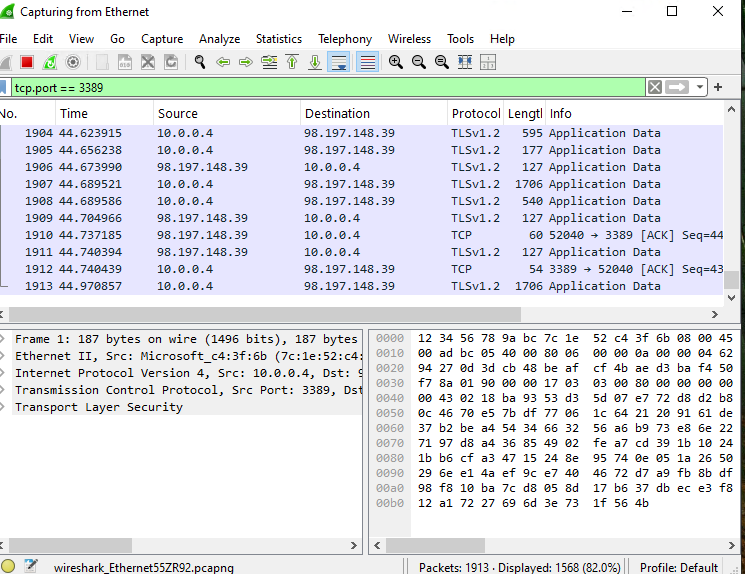 Capturing from Ethernet
File Edit View Go Capture Analyze Statistics Telephony Wireless Tools Help
tcp.port == 3389
No. Time Source Destination Protocol Lengtl Info
1904 44.623915 10.0.0.4 98.197.148.39 TLSv1.2 595 Application Data
1905 44.656238 10.0.0.4 98.197.148.39 TLSv1.2 177 Application Data
1906 44.673990 98.197.148.39 10.0.0.4 TLSv1.2 127 Application Data
1907 44.689521 10.0.0.4 98.197.148.39 TLSv1.2 1706 Application Data
1908 44.689586 10.0.0.4 98.197.148.39 TLSv1.2 540 Application Data
1909 44.704966 98.197.148.39 10.0.0.4 TLSv1.2 127 Application Data
1910 44.737185 98.197.148.39 10.0.0.4 TCP 60 52040 → 3389 [ACK] Seq=44
1911 44.740394 98.197.148.39 10.0.0.4 TLSv1.2 127 Application Data
1912 44.740439 10.0.0.4 98.197.148.39 TCP 54 3389 → 52040 [ACK] Seq=43
1913 44.970857 10.0.0.4 98.197.148.39 TLSv1.2 1706 Application Data
Frame 1: 187 bytes on wire (1496 bits), 187 bytes
Ethernet II, Src: Microsoft_c4:3f:6b (7c:1e:52:c4:
Internet Protocol Version 4, Src: 10.0.0.4, Dst: 9
Transmission Control Protocol, Src Port: 3389, Dst
Transport Layer Security
0000 12 34 56 78 9a bc 7c 1e 52 c4 3f 6b 08 00 45
0010 00 ad bc 05 40 00 80 06 00 00 0a 00 00 04 62
0020 94 27 0d 3d cb 48 be af cf 4b ae d3 ba f4 50
0030 f7 8a 01 90 00 00 17 03 03 00 80 00 00 00 00
0040 00 43 02 18 ba 93 53 d3 5d 07 e7 72 d8 d2 b8
0050 0c 46 70 e5 7b df 77 06 1c 64 21 20 91 61 de
0060 37 b2 be a4 54 34 66 32 56 a6 b9 73 e8 6e 22
0070 71 97 d8 a4 36 85 49 02 fe a7 cd 39 1b 10 24
0080 1b b6 cf a3 47 15 24 8e 95 74 0e 05 1a 26 50
0090 29 6e e1 4a ef 9c e7 40 46 72 d7 a9 fb 8b df
00a0 98 f8 10 ba 7c d8 05 8d 17 b6 37 db ec e3 f8
00b0 12 a1 72 27 69 6d 3e 73 1f 56 4b
wireshark_Ethernet55ZR92.pcapng
Packets: 1913 · Displayed: 1568 (82.0%)
Profile: Default